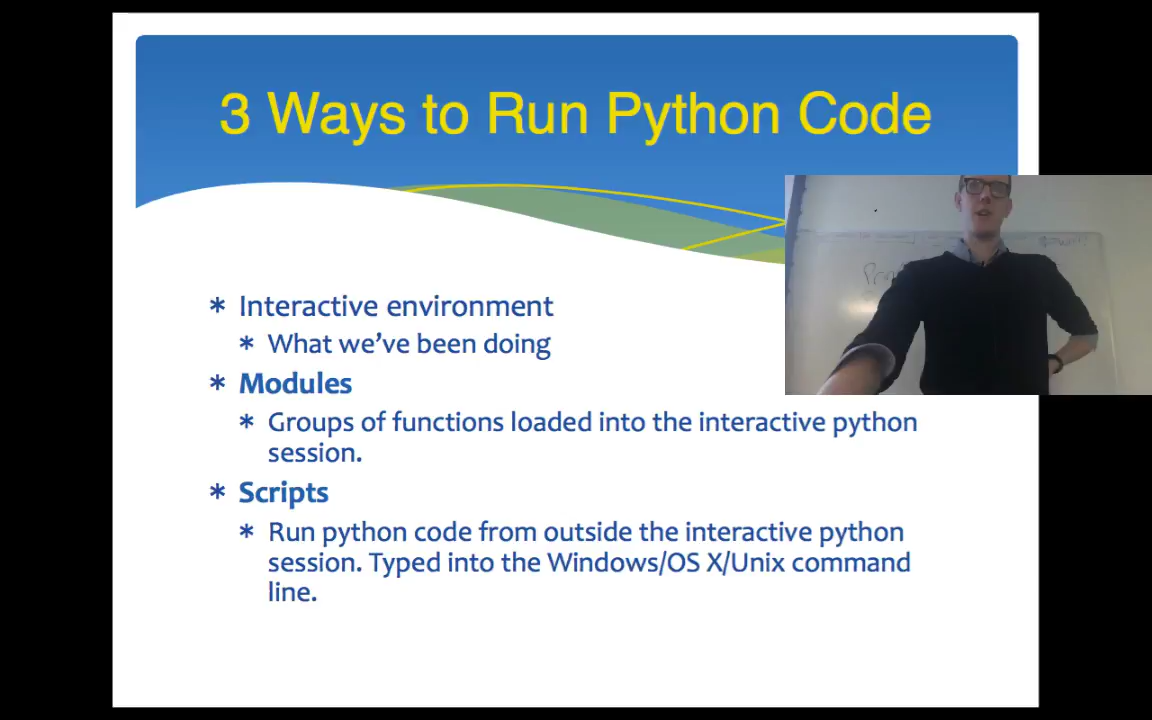 3 Ways to Run Python Code
* Interactive environment
* What we've been doing
* Modules
* Groups of functions loaded into the interactive python
session.
* Scripts
* Run python code from outside the interactive python
session. Typed into the Windows/OS X/Unix command
line.